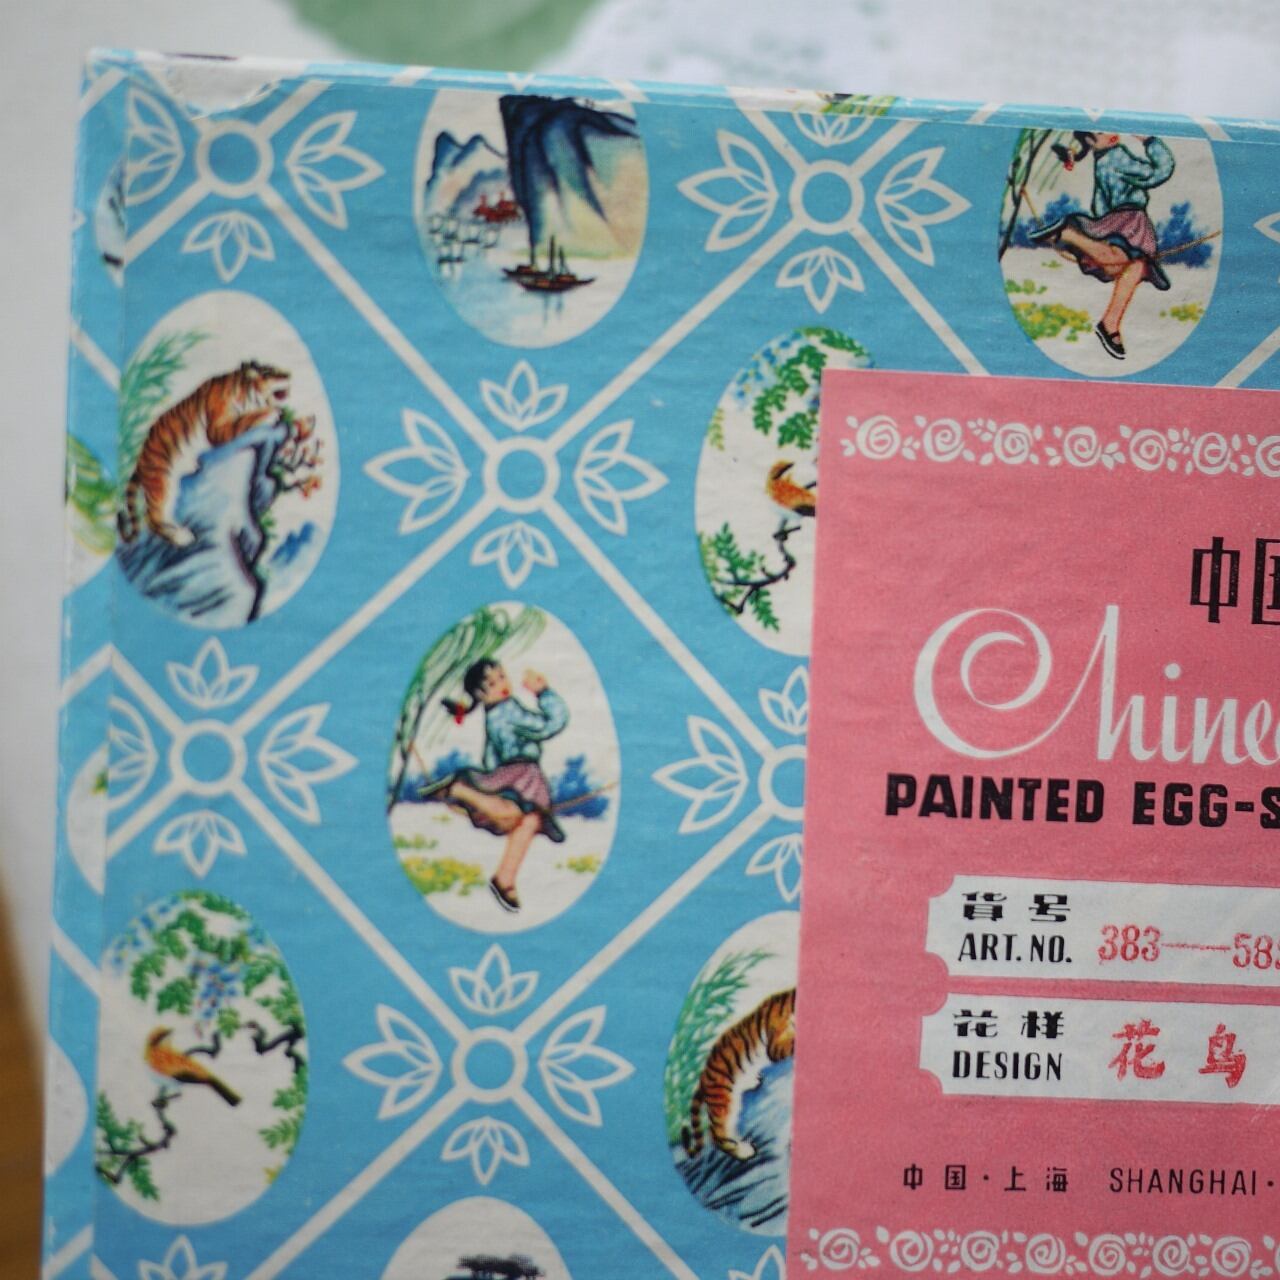 中国
Chine
PAINTED EGG-S
货号
ART. NO. 383——58
花样
DESIGN 花鸟
中国·上海 SHANGHAI·